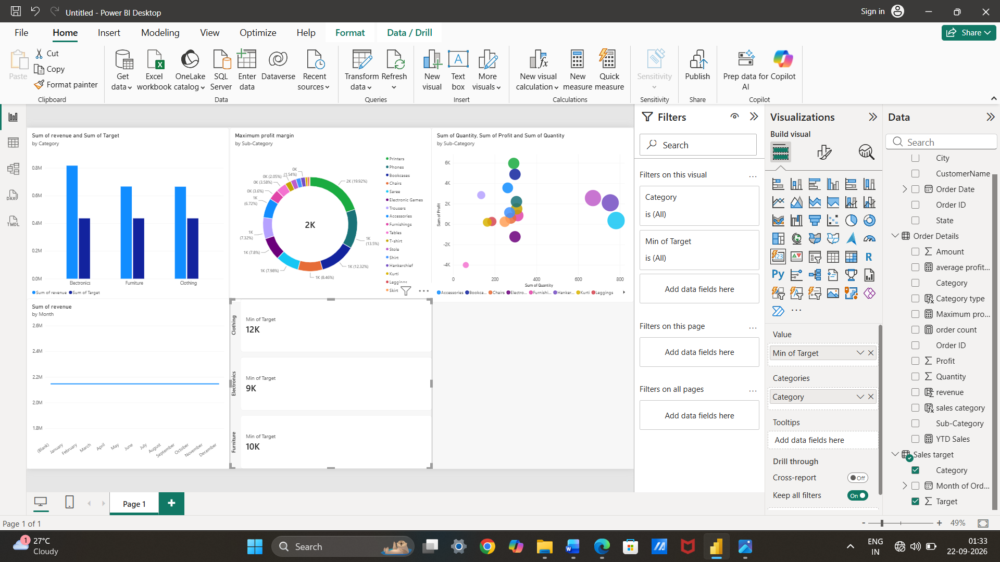 Untitled - Power BI Desktop
Sign in
File
Home
Insert
Modeling
View
Optimize
Help
Format
Data / Drill
Share
Paste
Cut
Copy
Format painter
Clipboard
Get data
Excel workbook
OneLake catalog
SQL Server
Enter data
Dataverse
Recent sources
Data
Transform data
Refresh
Queries
New visual
Text box
More visuals
Insert
New visual calculation
New measure
Quick measure
Calculations
Sensitivity
Sensitivity
Publish
Share
Prep data for AI
Copilot
Copilot
DAX
TMDL
Sum of revenue and Sum of Target
by Category
0.8M
0.6M
0.4M
0.2M
0.0M
Electronics
Furniture
Clothing
Sum of revenue
Sum of Target
Maximum profit margin
by Sub-Category
2K (19.92%)
1K (13.5%)
1K (12.32%)
1K (8.46%)
1K (7.98%)
1K (7.8%)
1K (7.32%)
1K (6.72%)
0K (3.6%)
0K (3.58%)
0K (2.05%)
0K (1.54%)
2K
Printers
Phones
Bookcases
Chairs
Saree
Electronic Games
Trousers
Accessories
Furnishings
Tables
T-shirt
Stole
Shirt
Hankerchief
Kurti
Leggings
Skirt
Sum of Quantity, Sum of Profit and Sum of Quantity
by Sub-Category
Sum of Profit
6K
4K
2K
0K
-2K
-4K
0
200
400
600
800
Sum of Quantity
Accessories
Bookca...
Chairs
Electro...
Furnishi...
Hanker...
Kurti
Leggings
Sum of revenue
by Month
2.6M
2.4M
2.2M
2.0M
1.8M
(Blank)
January
February
March
April
May
June
July
August
September
October
November
December
Clothing
Min of Target
12K
Electronics
Min of Target
9K
Furniture
Min of Target
10K
Filters
Search
Filters on this visual
...
Category
is (All)
Min of Target
is (All)
Add data fields here
Filters on this page
...
Add data fields here
Filters on all pages
...
Add data fields here
Visualizations
Build visual
123
R
Py
...
Value
Min of Target
Categories
Category
Tooltips
Add data fields here
Drill through
Cross-report
Off
Keep all filters
On
Data
Search
City
CustomerName
Order Date
Order ID
State
Order Details
Amount
average profit...
Category
Category type
Maximum pro...
order count
Order ID
Profit
Quantity
revenue
sales category
Sub-Category
YTD Sales
Sales target
Category
Month of Ord...
Target
Page 1
Page 1 of 1
- + 49%
1
27°C
Cloudy
Search
ENG
IN
01:33
22-09-2026